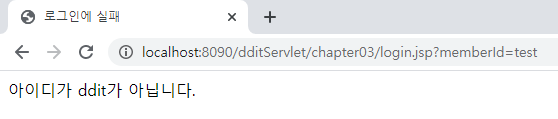 로그인에 실패
localhost:8090/dditServlet/chapter03/login.jsp?memberId=test
아이디가 ddit가 아닙니다.